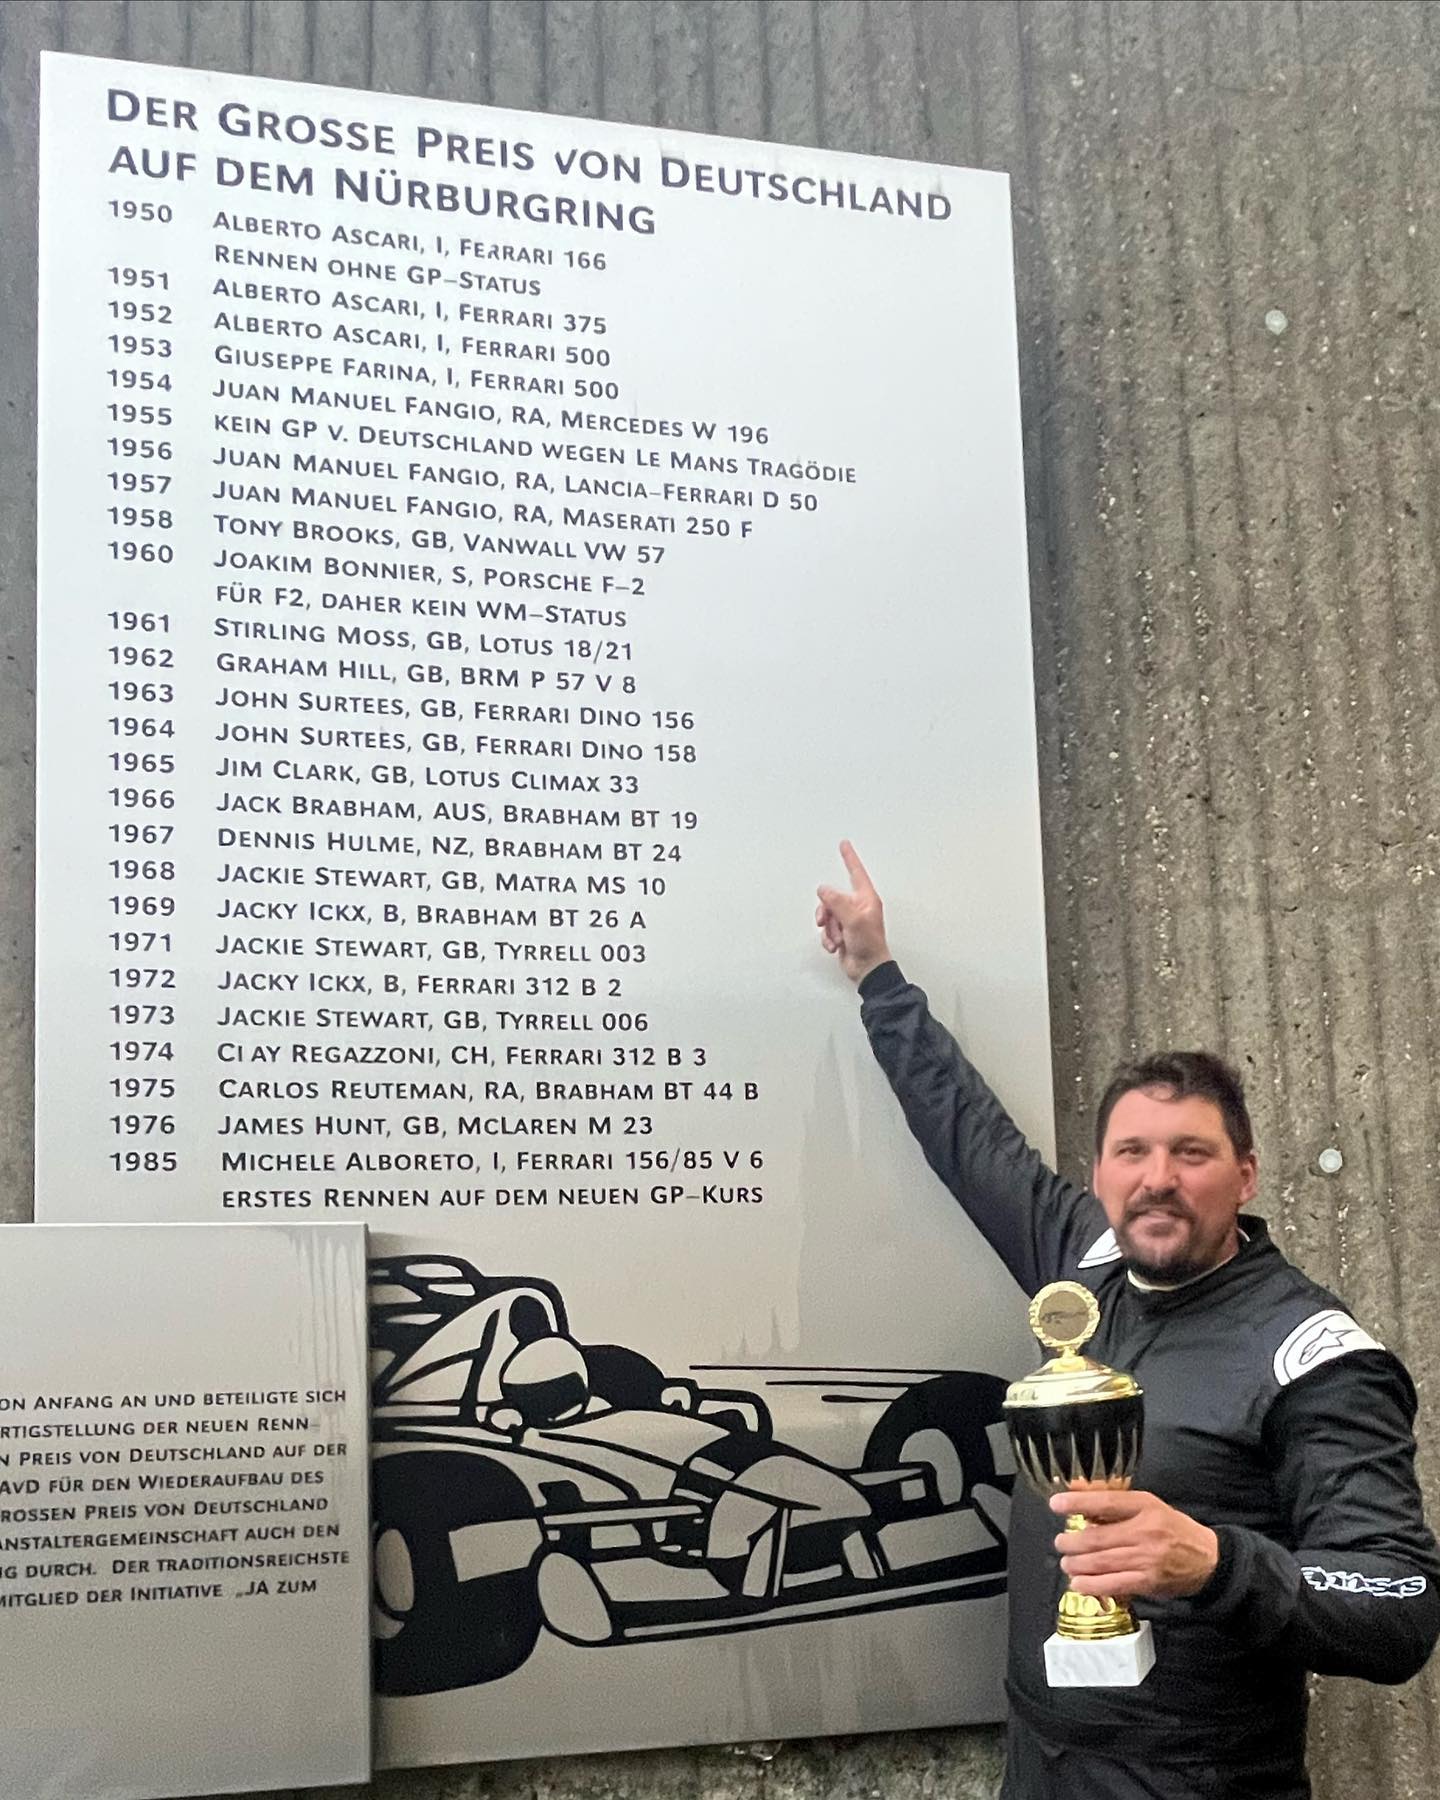 DER GROSSE PREIS VON DEUTSCHLAND
AUF DEM NÜRBURGRING
1950 ALBERTO ASCARI, I, FERRARI 166
RENNEN OHNE GP–STATUS
1951 ALBERTO ASCARI, I, FERRARI 375
1952 ALBERTO ASCARI, I, FERRARI 500
1953 GIUSEPPE FARINA, I, FERRARI 500
1954 JUAN MANUEL FANGIO, RA, MERCEDES W 196
1955 KEIN GP V. DEUTSCHLAND WEGEN LE MANS TRAGÖDIE
1956 JUAN MANUEL FANGIO, RA, LANCIA–FERRARI D 50
1957 JUAN MANUEL FANGIO, RA, MASERATI 250 F
1958 TONY BROOKS, GB, VANWALL VW 57
1960 JOAKIM BONNIER, S, PORSCHE F–2
FÜR F2, DAHER KEIN WM–STATUS
1961 STIRLING MOSS, GB, LOTUS 18/21
1962 GRAHAM HILL, GB, BRM P 57 V 8
1963 JOHN SURTEES, GB, FERRARI DINO 156
1964 JOHN SURTEES, GB, FERRARI DINO 158
1965 JIM CLARK, GB, LOTUS CLIMAX 33
1966 JACK BRABHAM, AUS, BRABHAM BT 19
1967 DENNIS HULME, NZ, BRABHAM BT 24
1968 JACKIE STEWART, GB, MATRA MS 10
1969 JACKY ICKX, B, BRABHAM BT 26 A
1971 JACKIE STEWART, GB, TYRRELL 003
1972 JACKY ICKX, B, FERRARI 312 B 2
1973 JACKIE STEWART, GB, TYRRELL 006
1974 CLAY REGAZZONI, CH, FERRARI 312 B 3
1975 CARLOS REUTEMAN, RA, BRABHAM BT 44 B
1976 JAMES HUNT, GB, MCLAREN M 23
1985 MICHELE ALBORETO, I, FERRARI 156/85 V 6
ERSTES RENNEN AUF DEM NEUEN GP–KURS
ON ANFANG AN UND BETEILIGTE SICH
RTIGSTELLUNG DER NEUEN RENN–
N PREIS VON DEUTSCHLAND AUF DER
AVD FÜR DEN WIEDERAUFBAU DES
ROSSEN PREIS VON DEUTSCHLAND
ANSTALTERGEMEINSCHAFT AUCH DEN
G DURCH. DER TRADITIONSREICHSTE
MITGLIED DER INITIATIVE „JA ZUM